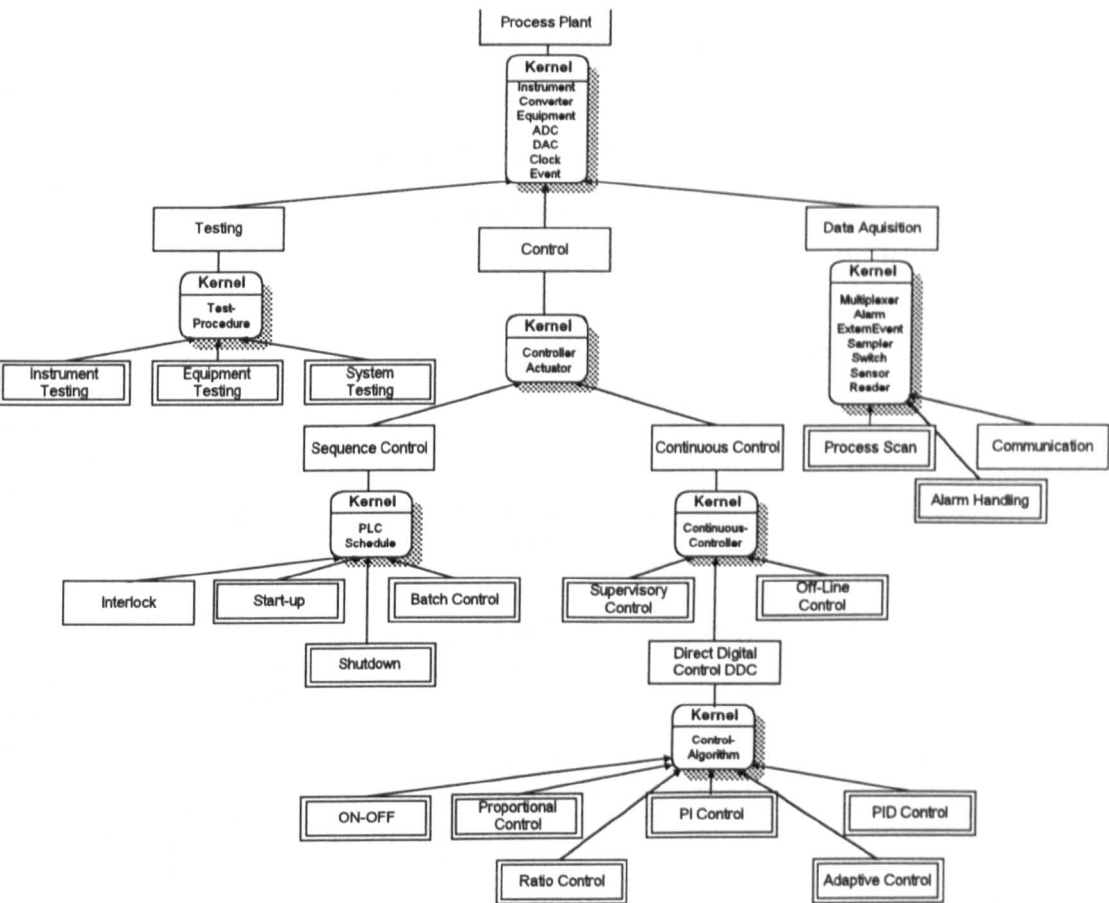 Process Plant
Kernel
Instrument
Converter
Equipment
ADC
DAC
Clock
Event
Testing
Control
Data Aquisition
Kernel
Test-
Procedure
Kernel
Controller
Actuator
Kernel
Multiplexer
Alarm
ExternEvent
Sampler
Switch
Sensor
Reader
Instrument
Testing
Equipment
Testing
System
Testing
Sequence Control
Continuous Control
Process Scan
Communication
Alarm Handling
Kernel
PLC
Schedule
Kernel
Continuous-
Controller
Interlock
Start-up
Batch Control
Shutdown
Supervisory
Control
Off-Line
Control
Direct Digital
Control DDC
Kernel
Control-
Algorithm
ON-OFF
Proportional
Control
PI Control
PID Control
Ratio Control
Adaptive Control